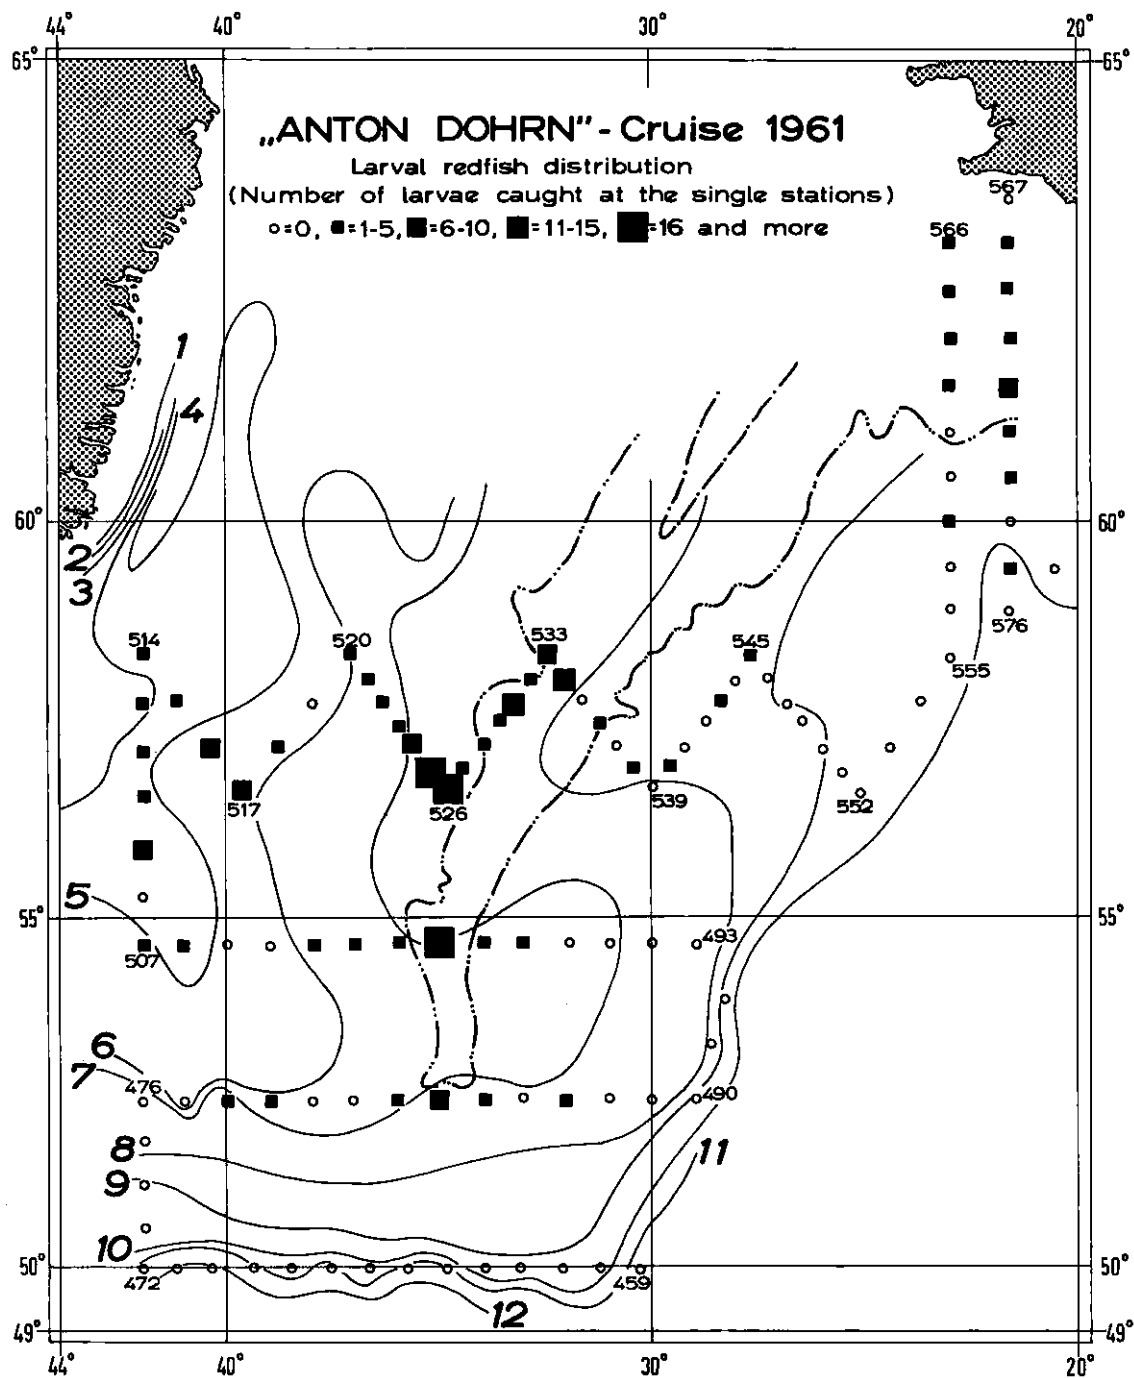 44° 40° 30° 20°
65° 65°
„ANTON DOHRN"-Cruise 1961
Larval redfish distribution
(Number of larvae caught at the single stations)
○=0, ■=1-5, ■=6-10, ■=11-15, ■=16 and more
567
566
1
4
60° 60°
2
3
514 520 533 545 576
555
517 526 539 552
5
55° 55°
507 493
6
7 476 490
8 11
9
10
50° 50°
472 459
12
49° 49°
44° 40° 30° 20°